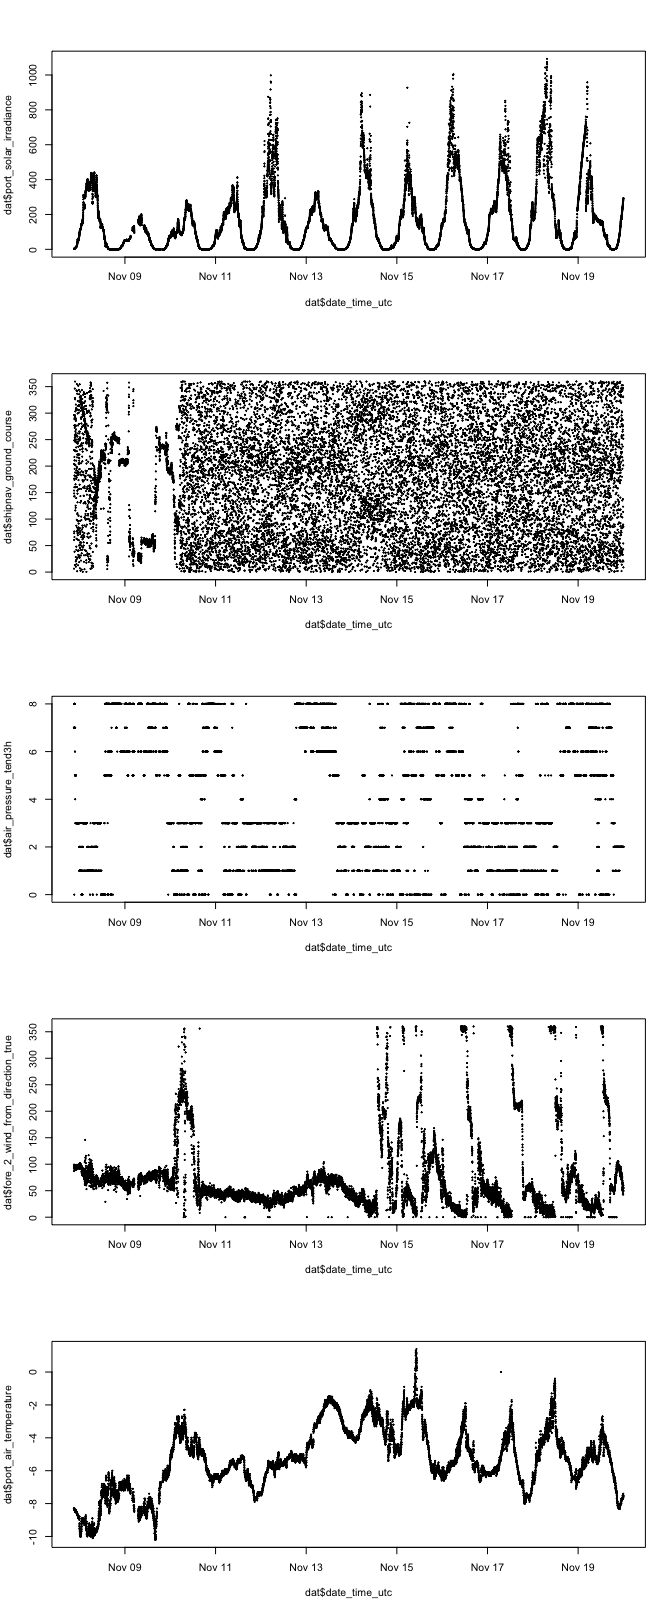 dat$port_solar_irradiance
1000
800
600
400
200
0
Nov 09 Nov 11 Nov 13 Nov 15 Nov 17 Nov 19
dat$date_time_utc
dat$shipnav_ground_course
350
300
250
200
150
100
50
0
Nov 09 Nov 11 Nov 13 Nov 15 Nov 17 Nov 19
dat$date_time_utc
dat$air_pressure_tend3h
8
6
4
2
0
Nov 09 Nov 11 Nov 13 Nov 15 Nov 17 Nov 19
dat$date_time_utc
dat$fore_2_wind_from_direction_true
350
300
250
200
150
100
50
0
Nov 09 Nov 11 Nov 13 Nov 15 Nov 17 Nov 19
dat$date_time_utc
dat$port_air_temperature
0
-2
-4
-6
-8
-10
Nov 09 Nov 11 Nov 13 Nov 15 Nov 17 Nov 19
dat$date_time_utc